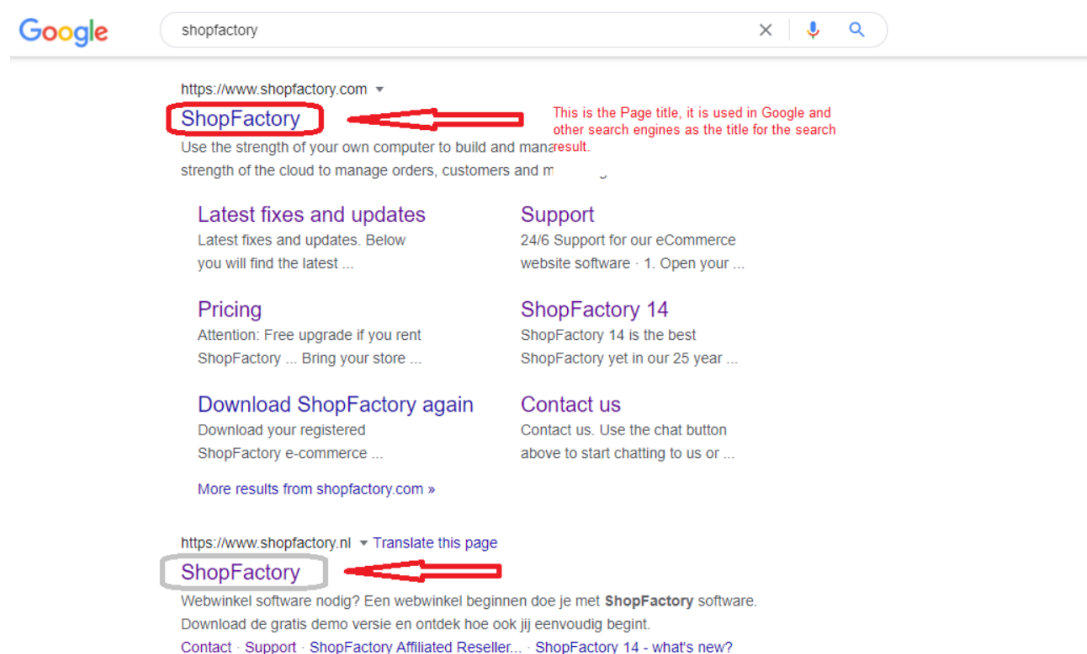 Google
shopfactory
https://www.shopfactory.com
ShopFactory
This is the Page title, it is used in Google and
other search engines as the title for the search
result.
Use the strength of your own computer to build and
strength of the cloud to manage orders, customers and
Latest fixes and updates
Latest fixes and updates. Below
you will find the latest ...
Support
24/6 Support for our eCommerce
website software · 1. Open your ...
Pricing
Attention: Free upgrade if you rent
ShopFactory ... Bring your store ...
ShopFactory 14
ShopFactory 14 is the best
ShopFactory yet in our 25 year ...
Download ShopFactory again
Download your registered
ShopFactory e-commerce ...
Contact us
Contact us. Use the chat button
above to start chatting to us or ...
More results from shopfactory.com »
https://www.shopfactory.nl Translate this page
ShopFactory
Webwinkel software nodig? Een webwinkel beginnen doe je met ShopFactory software.
Download de gratis demo versie en ontdek hoe ook jij eenvoudig begint.
Contact · Support · ShopFactory Affiliated Reseller... · ShopFactory 14 - what's new?